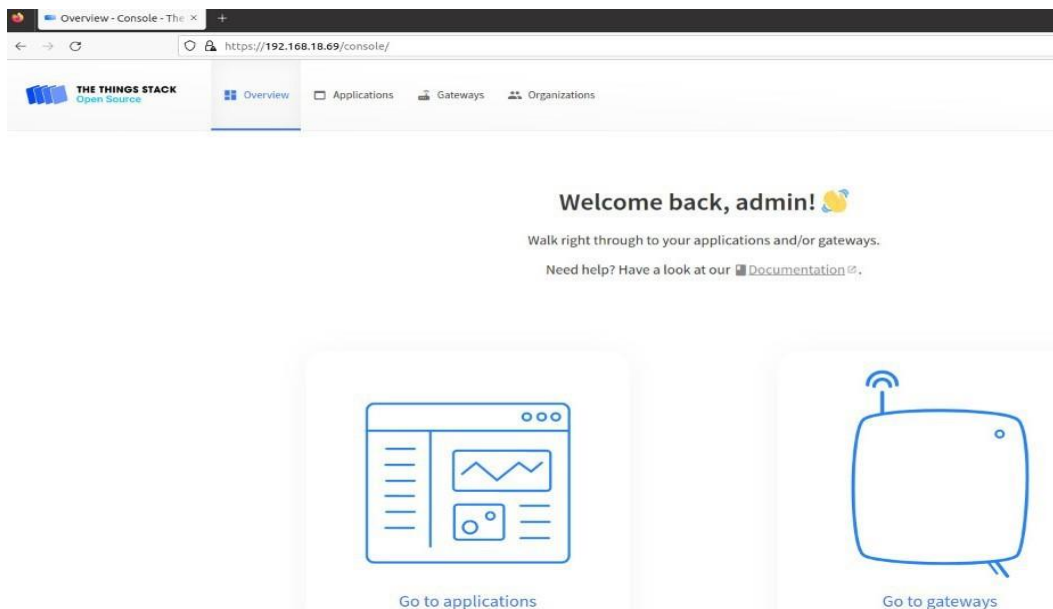 Overview - Console - The
https://192.168.18.69/console/
THE THINGS STACK
Open Source
Overview
Applications
Gateways
Organizations
Welcome back, admin!
Walk right through to your applications and/or gateways.
Need help? Have a look at our Documentation.
Go to applications
Go to gateways